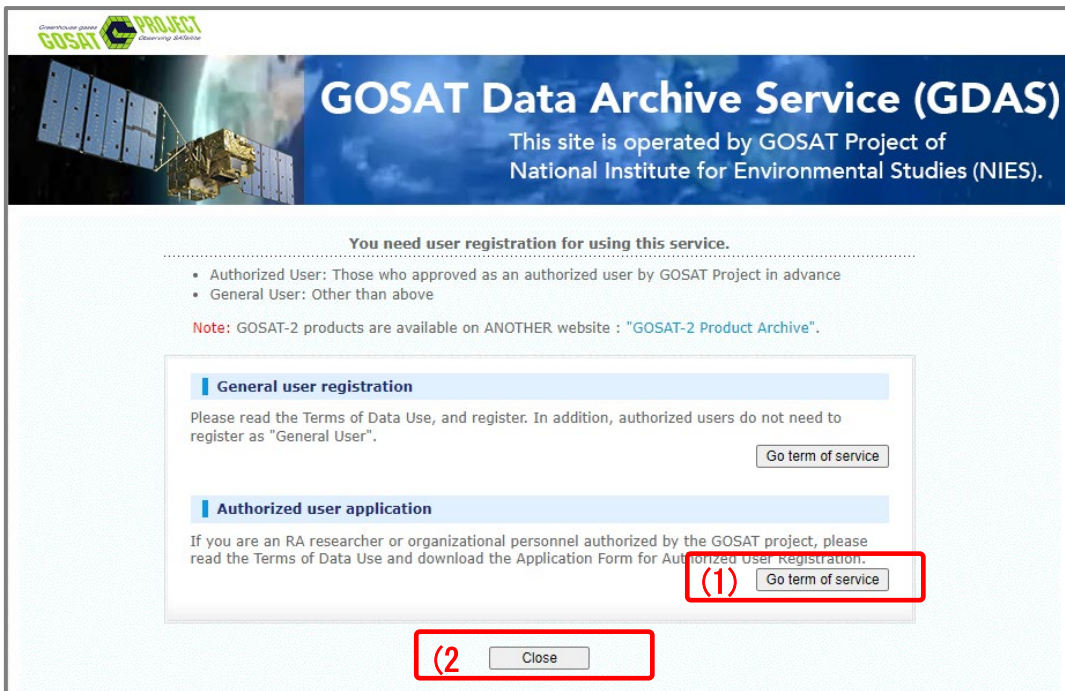 Greenhouse gases
GOSAT PROJECT
Observing SATellite
GOSAT Data Archive Service (GDAS)
This site is operated by GOSAT Project of
National Institute for Environmental Studies (NIES).
You need user registration for using this service.
• Authorized User: Those who approved as an authorized user by GOSAT Project in advance
• General User: Other than above
Note: GOSAT-2 products are available on ANOTHER website : "GOSAT-2 Product Archive".
General user registration
Please read the Terms of Data Use, and register. In addition, authorized users do not need to
register as "General User".
Go term of service
Authorized user application
If you are an RA researcher or organizational personnel authorized by the GOSAT project, please
read the Terms of Data Use and download the Application Form for Authorized User Registration.
(1) Go term of service
(2 Close